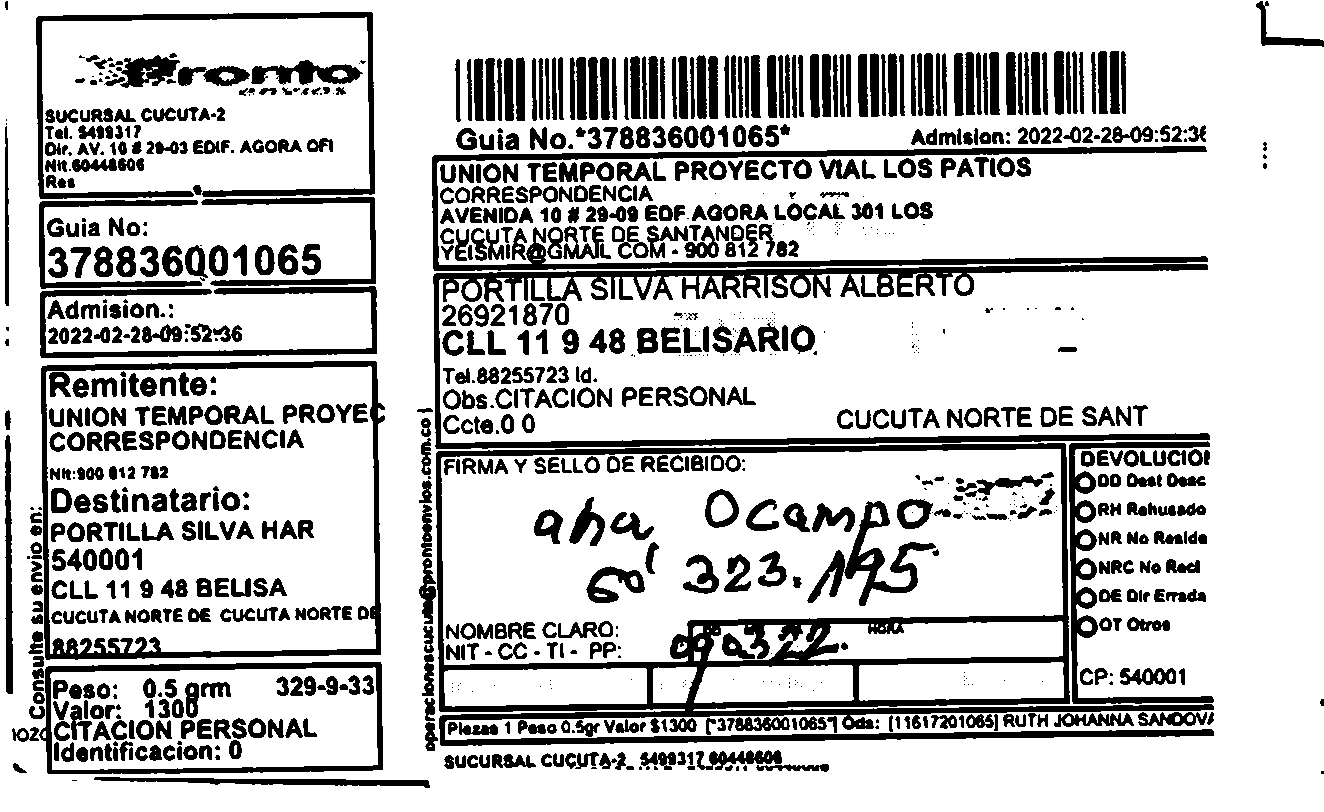 Pronto
SUCURSAL CUCUTA-2
Tel. 5499317
Dir. AV. 10 # 29-03 EDIF. AGORA OFI
Nit.60448606
Res
Guia No:
378836001065
Admision.:
2022-02-28-09:52:36
Remitente:
UNION TEMPORAL PROYEC
CORRESPONDENCIA
Nit:900 812 782
Destinatario:
PORTILLA SILVA HAR
540001
CLL 11 9 48 BELISA
CUCUTA NORTE DE CUCUTA NORTE DE
88255723
Peso: 0.5 grm 329-9-33
Valor: 1300
CITACION PERSONAL
Identificacion: 0
Consulte su envio en:
operacionescucuta@prontoenvios.com.co
Guia No.*378836001065*
Admision: 2022-02-28-09:52:36
UNION TEMPORAL PROYECTO VIAL LOS PATIOS
CORRESPONDENCIA
AVENIDA 10 # 29-09 EDF AGORA LOCAL 301 LOS
CUCUTA NORTE DE SANTANDER
YEISMIR@GMAIL COM - 900 812 782
PORTILLA SILVA HARRISON ALBERTO
26921870
CLL 11 9 48 BELISARIO
Tel.88255723 Id.
Obs.CITACION PERSONAL
Ccte.0 0
CUCUTA NORTE DE SANT
FIRMA Y SELLO DE RECIBIDO:
ana Ocampo
60' 323.195
NOMBRE CLARO:
NIT - CC - TI - PP:
HORA
090322.
DEVOLUCION
DD Dest Desc
RH Rehusado
NR No Reside
NRC No Recl
DE Dir Errada
OT Otros
CP: 540001
Piezas 1 Peso 0.5gr Valor $1300 [*378836001065*] Ods: [11617201065] RUTH JOHANNA SANDOVA
SUCURSAL CUCUTA-2 5499317 60448606